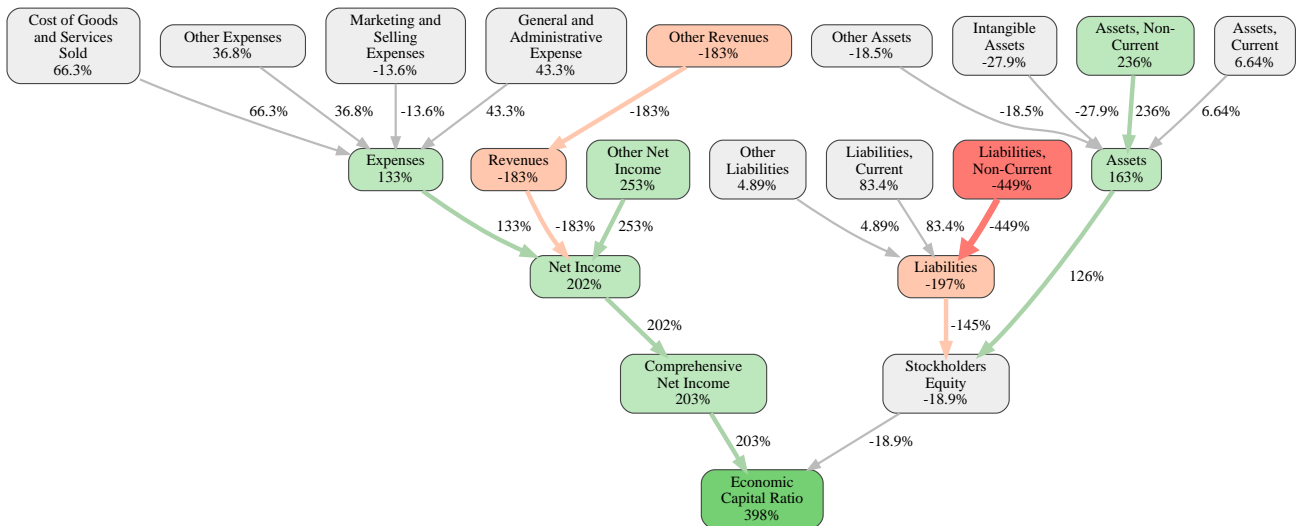 Cost of Goods
and Services
Sold
66.3%
Other Expenses
36.8%
Marketing and
Selling
Expenses
-13.6%
General and
Administrative
Expense
43.3%
Other Revenues
-183%
Other Assets
-18.5%
Intangible
Assets
-27.9%
Assets, Non-
Current
236%
Assets,
Current
6.64%
66.3%
36.8%
-13.6%
43.3%
-183%
-18.5%
-27.9%
236%
6.64%
Expenses
133%
Revenues
-183%
Other Net
Income
253%
Other
Liabilities
4.89%
Liabilities,
Current
83.4%
Liabilities,
Non-Current
-449%
Assets
163%
133%
-183%
253%
4.89%
83.4%
-449%
Net Income
202%
Liabilities
-197%
126%
202%
-145%
Comprehensive
Net Income
203%
Stockholders
Equity
-18.9%
203%
-18.9%
Economic
Capital Ratio
398%